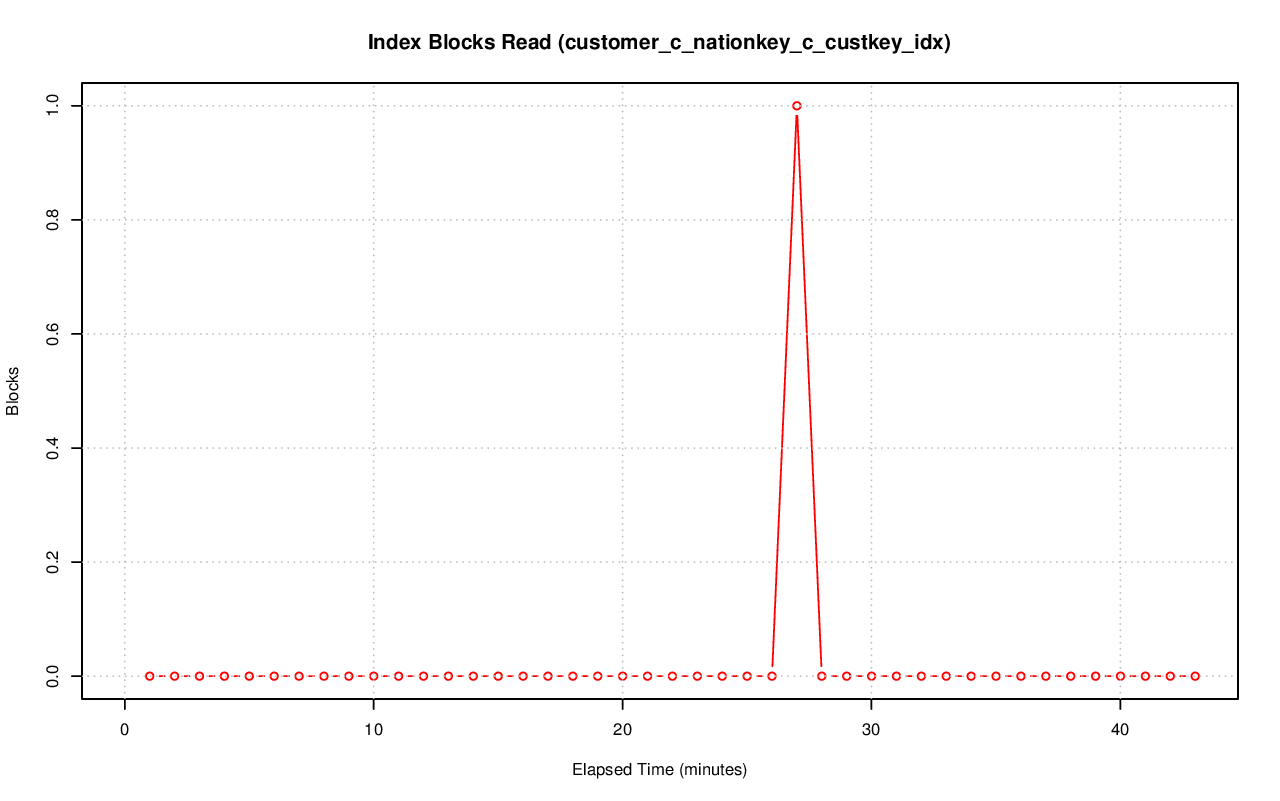 Index Blocks Read (customer_c_nationkey_c_custkey_idx)
1.0
0.8
0.6
0.4
0.2
0.0
Blocks
0 10 20 30 40
Elapsed Time (minutes)